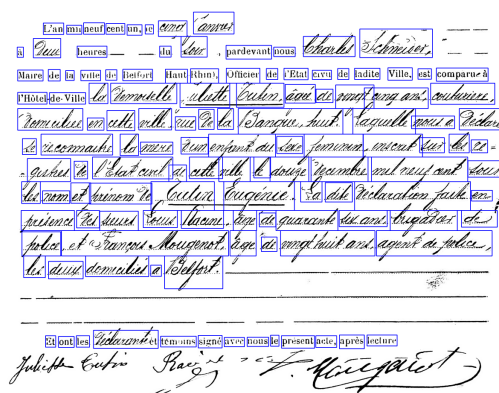 L'an mil neuf cent un, le cinq Janvier
à deux heures du soir, pardevant nous Charles Schmeiser,
Maire de la ville de Belfort (Haut-Rhin), Officier de l'Etat civil de ladite Ville, est comparue à
l'Hôtel-de-Ville la Demoiselle Juliette Cutin, âgée de vingt cinq ans, couturière,
domiciliée en cette ville, rue de la Banque, huit laquelle nous a déclaré
se reconnaître la mère d'un enfant du sexe féminin, inscrit sur les re-
gistres de l'Etat civil de cette ville le douze Décembre mil neuf cent sous
les nom et prénom de Cutin Eugénie. La dite déclaration faite en
présence des sieurs Louis Racine, âgé de quarante six ans, brigadier de
police, et François Mougenot, âgé de vingt huit ans, agent de police,
les deux domiciliés à Belfort.
Et ont les Déclarante et témoins signé avec nous le présent acte, après lecture
Juliette Cutin Racine Mougenot